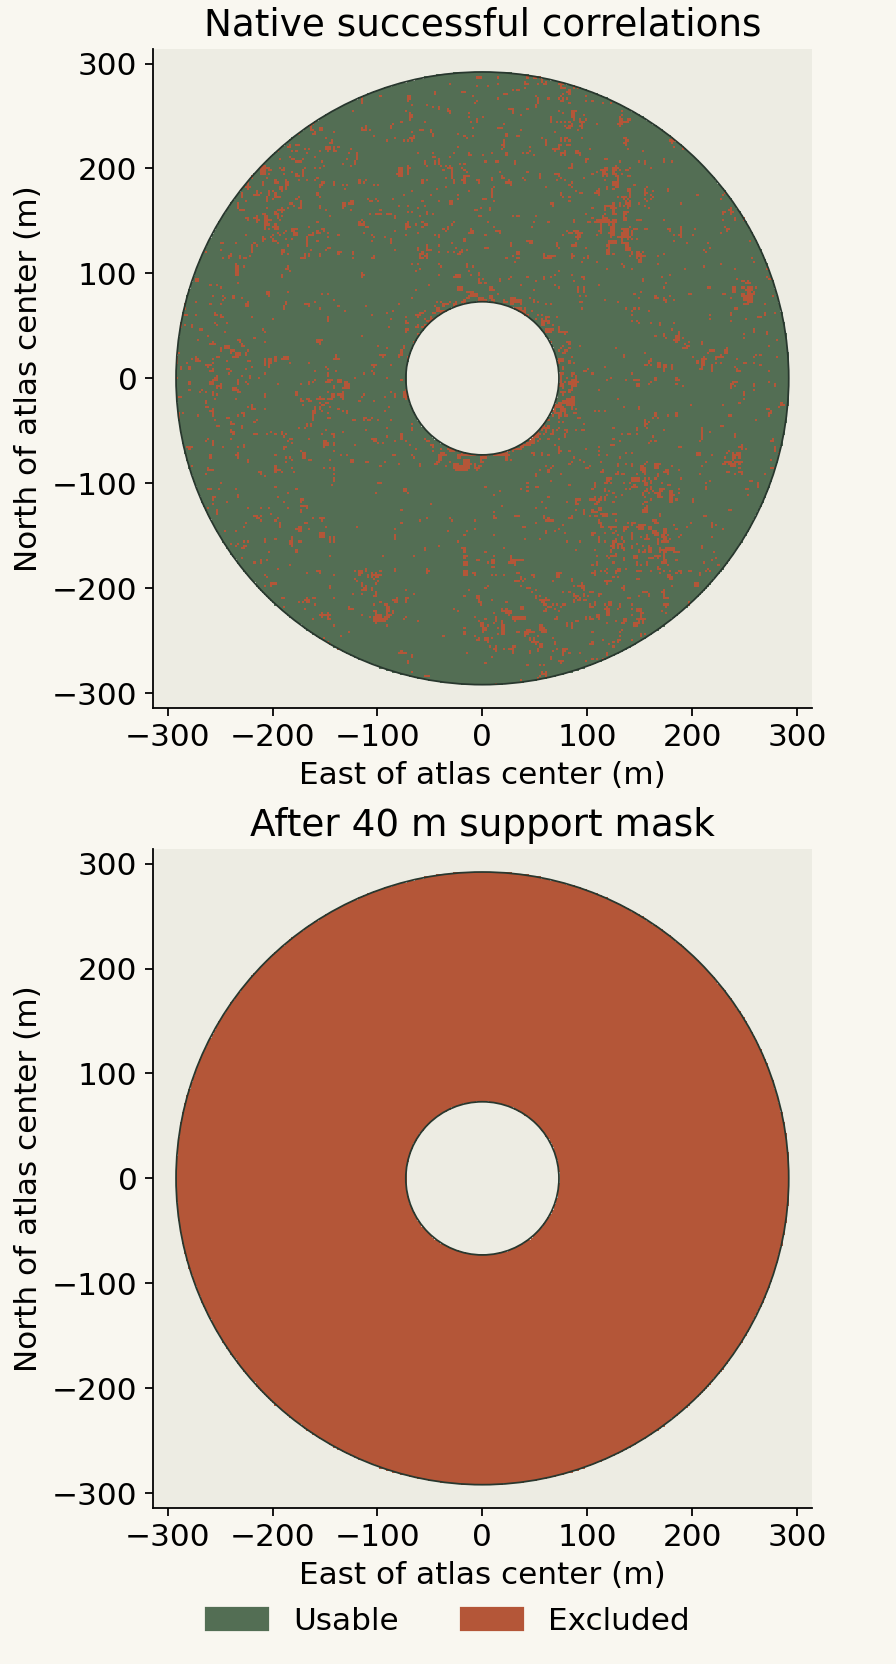 Native successful correlations
300
200
100
0
−100
−200
−300
North of atlas center (m)
−300 −200 −100 0 100 200 300
East of atlas center (m)
After 40 m support mask
300
200
100
0
−100
−200
−300
North of atlas center (m)
−300 −200 −100 0 100 200 300
East of atlas center (m)
Usable Excluded